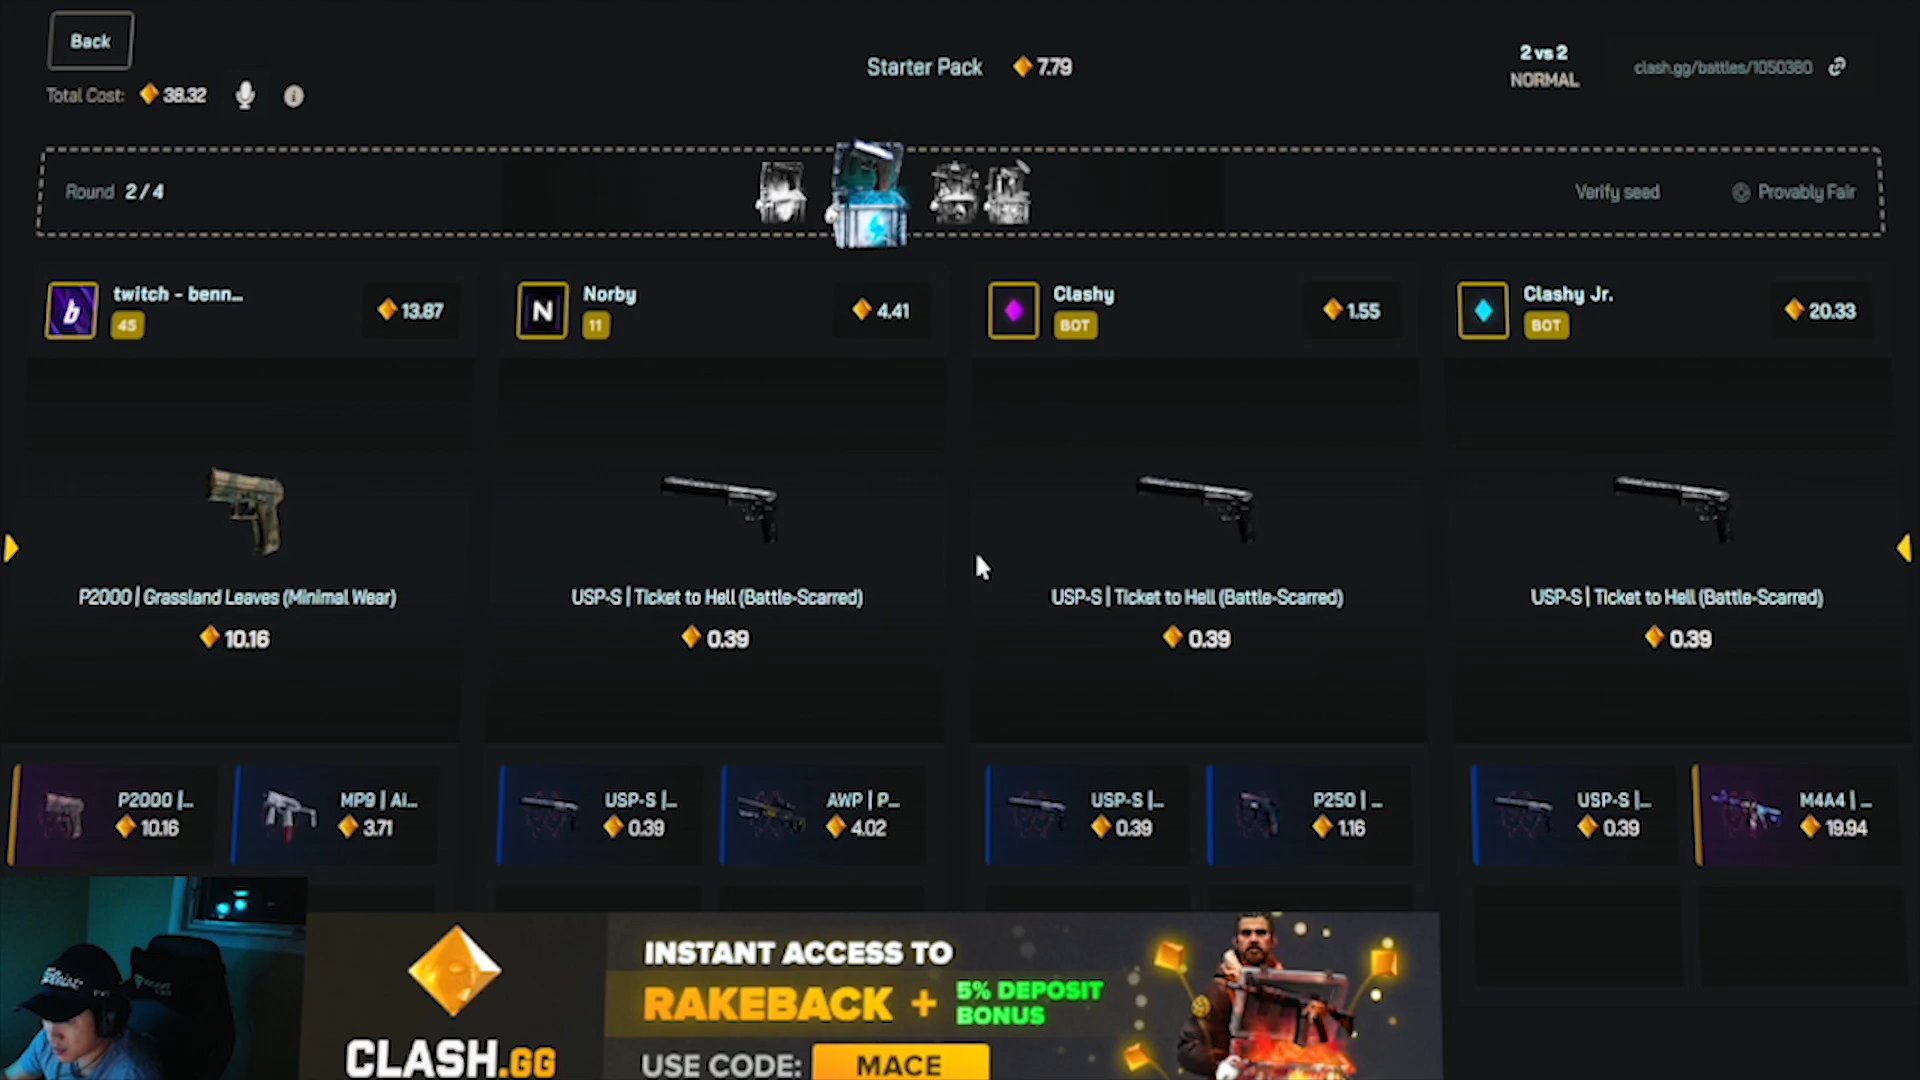 Back
Total Cost: 38.32
Starter Pack 7.79
2 vs 2
NORMAL
clash.gg/battles/1050380
Round 2 / 4
Verify seed
Provably Fair
b
twitch - benn...
45
13.87
N
Norby
11
4.41
Clashy
BOT
1.55
Clashy Jr.
BOT
20.33
P2000 | Grassland Leaves (Minimal Wear)
10.16
USP-S | Ticket to Hell (Battle-Scarred)
0.39
USP-S | Ticket to Hell (Battle-Scarred)
0.39
USP-S | Ticket to Hell (Battle-Scarred)
0.39
P2000 |...
10.16
MP9 | Ai...
3.71
USP-S |...
0.39
AWP | P...
4.02
USP-S |...
0.39
P250 | ...
1.16
USP-S |...
0.39
M4A4 | ...
19.94
CLASH.GG
INSTANT ACCESS TO
RAKEBACK + 5% DEPOSIT
BONUS
USE CODE: MACE